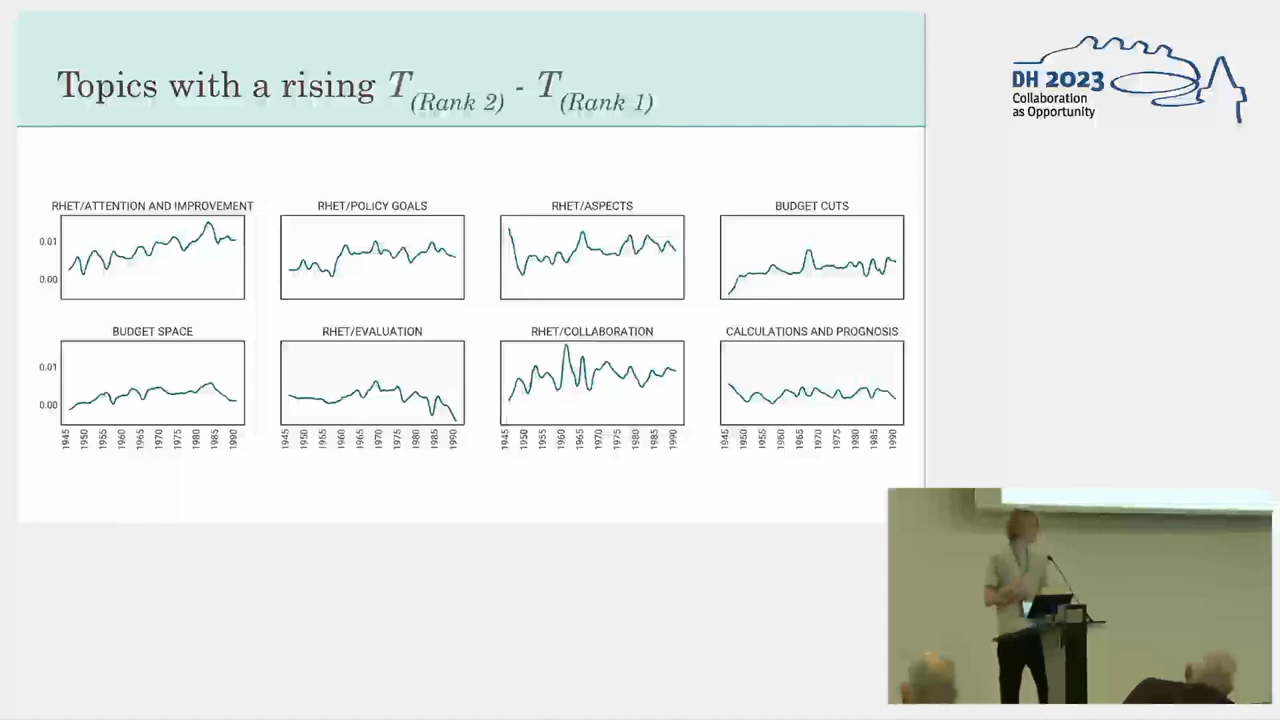 Topics with a rising T(Rank 2) - T(Rank 1)
DH 2023
Collaboration
as Opportunity
RHET/ATTENTION AND IMPROVEMENT
RHET/POLICY GOALS
RHET/ASPECTS
BUDGET CUTS
0.01
0.00
BUDGET SPACE
RHET/EVALUATION
RHET/COLLABORATION
CALCULATIONS AND PROGNOSIS
0.01
0.00
1945 1950 1955 1960 1965 1970 1975 1980 1985 1990
1945 1950 1955 1960 1965 1970 1975 1980 1985 1990
1945 1950 1955 1960 1965 1970 1975 1980 1985 1990
1945 1950 1955 1960 1965 1970 1975 1980 1985 1990